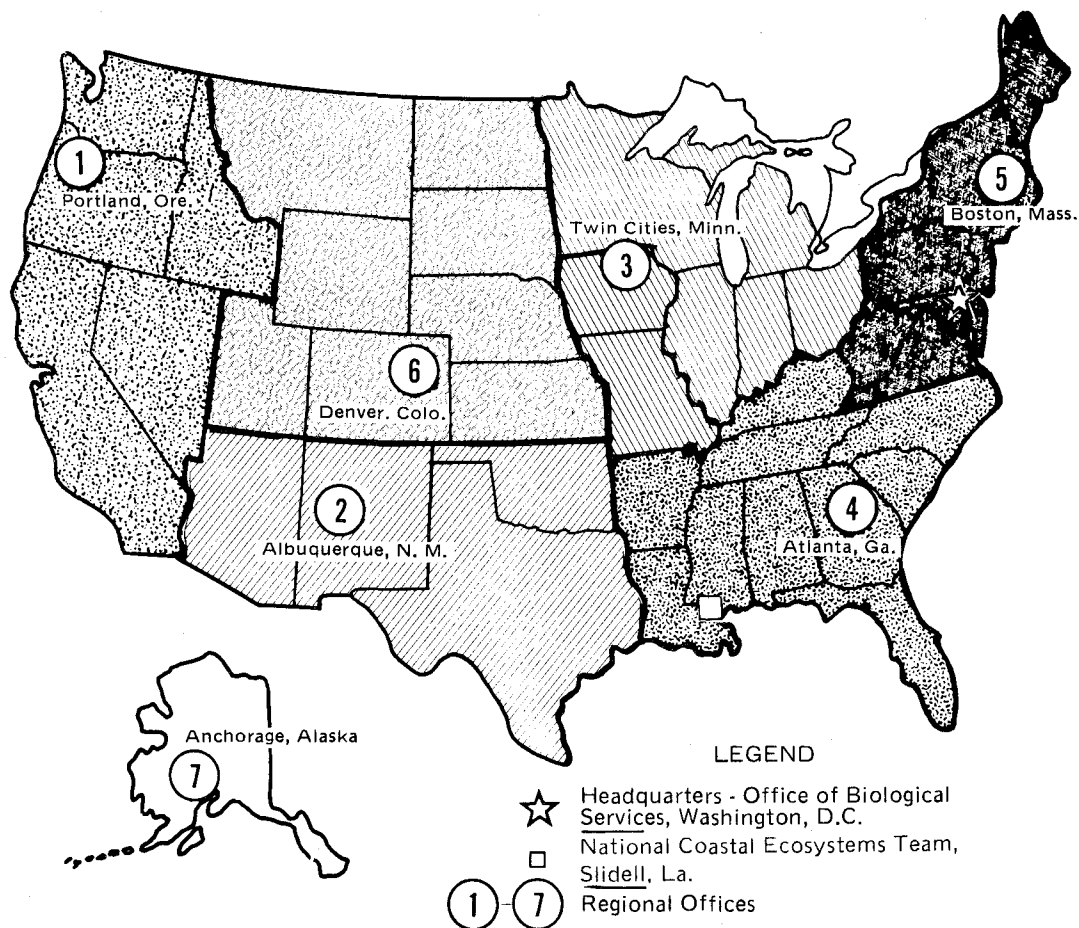 1
Portland, Ore.
5
Boston, Mass.
Twin Cities, Minn.
3
6
Denver. Colo.
2
Albuquerque, N. M.
4
Atlanta, Ga.
Anchorage, Alaska
7
LEGEND
Headquarters - Office of Biological
Services, Washington, D.C.
National Coastal Ecosystems Team,
Slidell, La.
1 - 7 Regional Offices